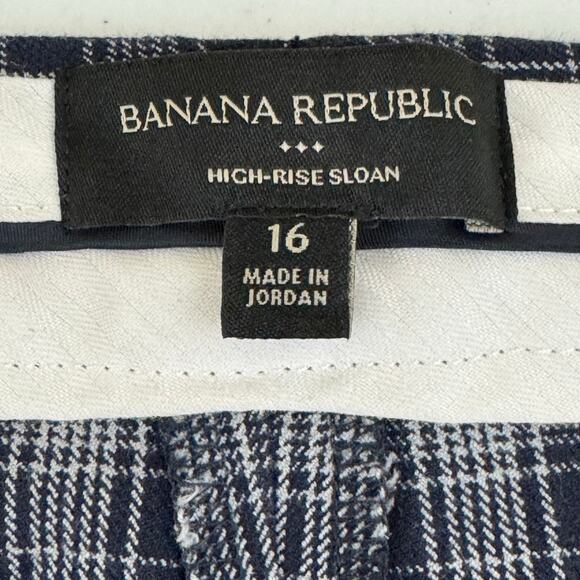 BANANA REPUBLIC
HIGH-RISE SLOAN
16
MADE IN
JORDAN